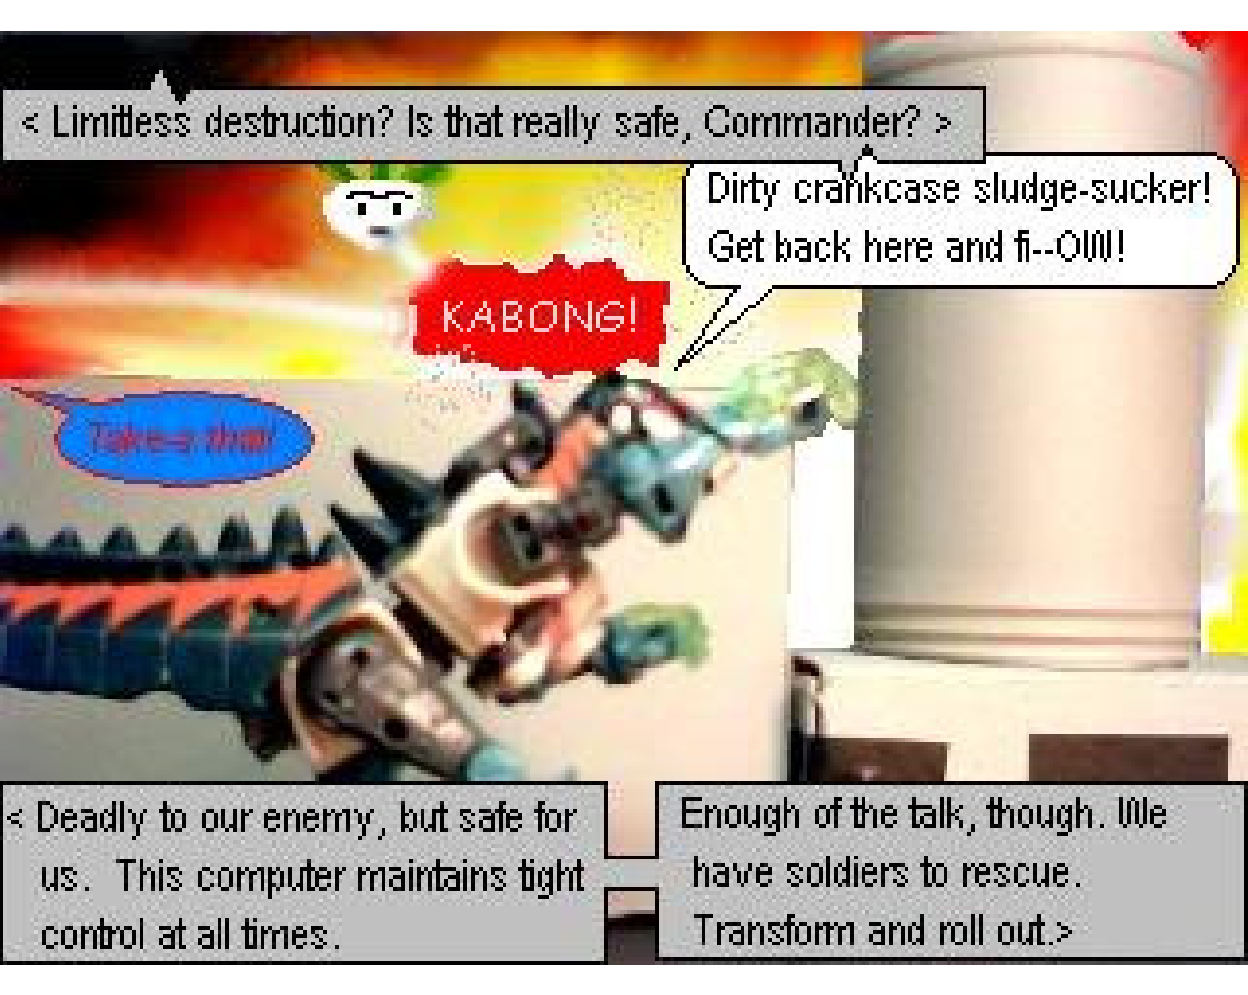 < Limitless destruction? Is that really safe, Commander? >
Dirty crankcase sludge-sucker!
Get back here and fi--OW!
KABONG!
Take-a that!
< Deadly to our enemy, but safe for
us. This computer maintains tight
control at all times.
Enough of the talk, though. We
have soldiers to rescue.
Transform and roll out.>